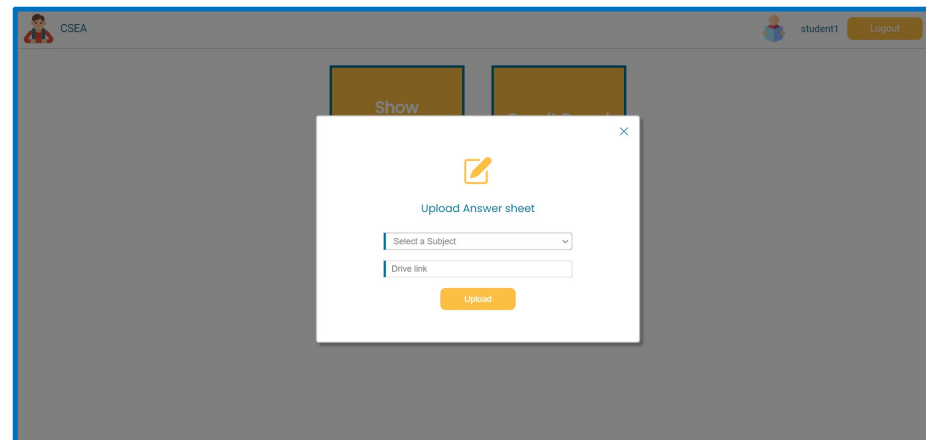 CSEA
student1
Logout
Show
Upload Answer sheet
Select a Subject
Drive link
Upload